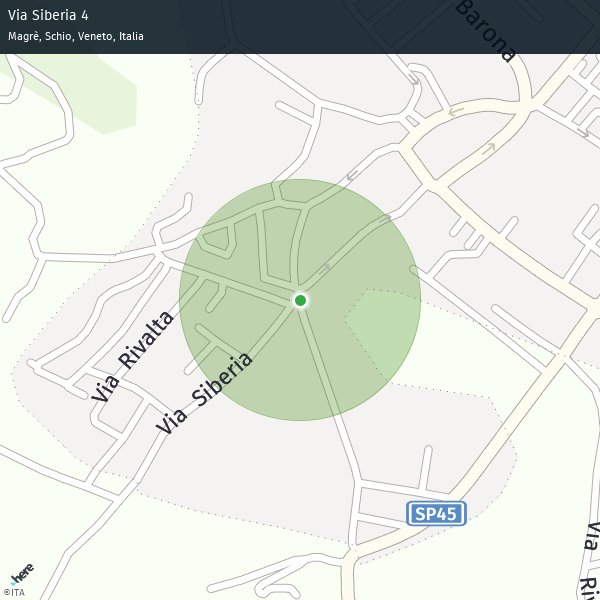 Via Siberia 4
Magrè, Schio, Veneto, Italia
Barona
Via Rivalta
Via Siberia
SP45
Via Ri
here
©ITA